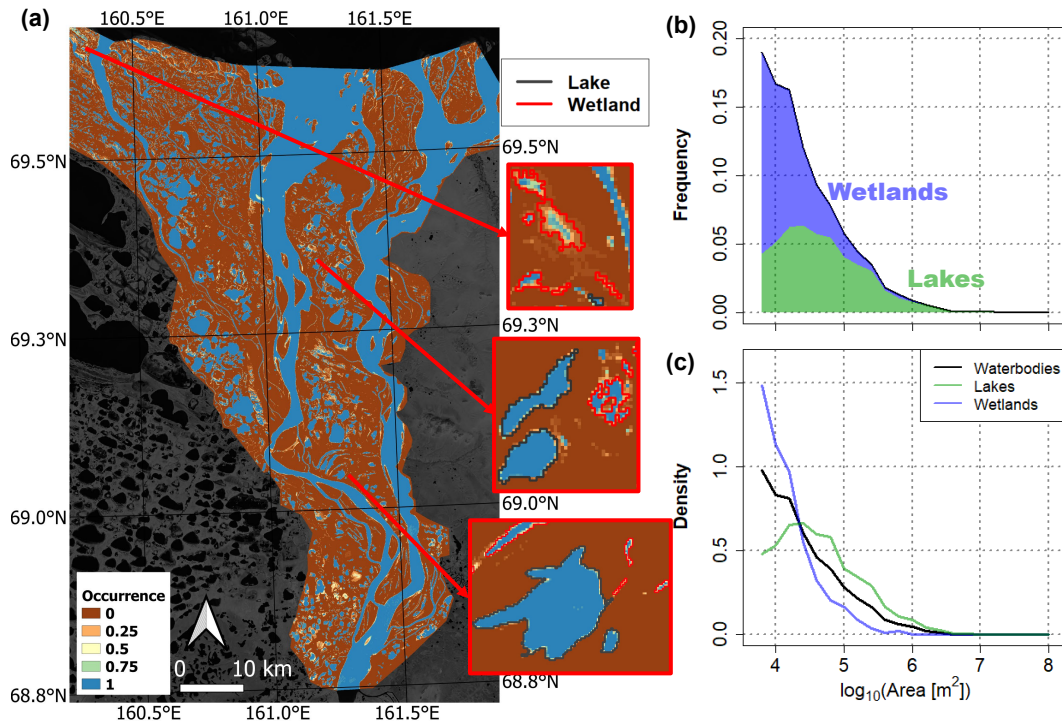 (a)
160.5°E 161.0°E 161.5°E
Lake
Wetland
69.5°N
69.5°N
69.3°N
69.3°N
69.0°N
69.0°N
68.8°N
68.8°N
Occurrence
0
0.25
0.5
0.75
1
0 10 km
160.5°E 161.0°E 161.5°E
(b)
Frequency
0.20
0.15
0.10
0.05
0.00
Wetlands
Lakes
(c)
Density
1.5
1.0
0.5
0.0
Waterbodies
Lakes
Wetlands
4 5 6 7 8
log₁₀(Area [m²])